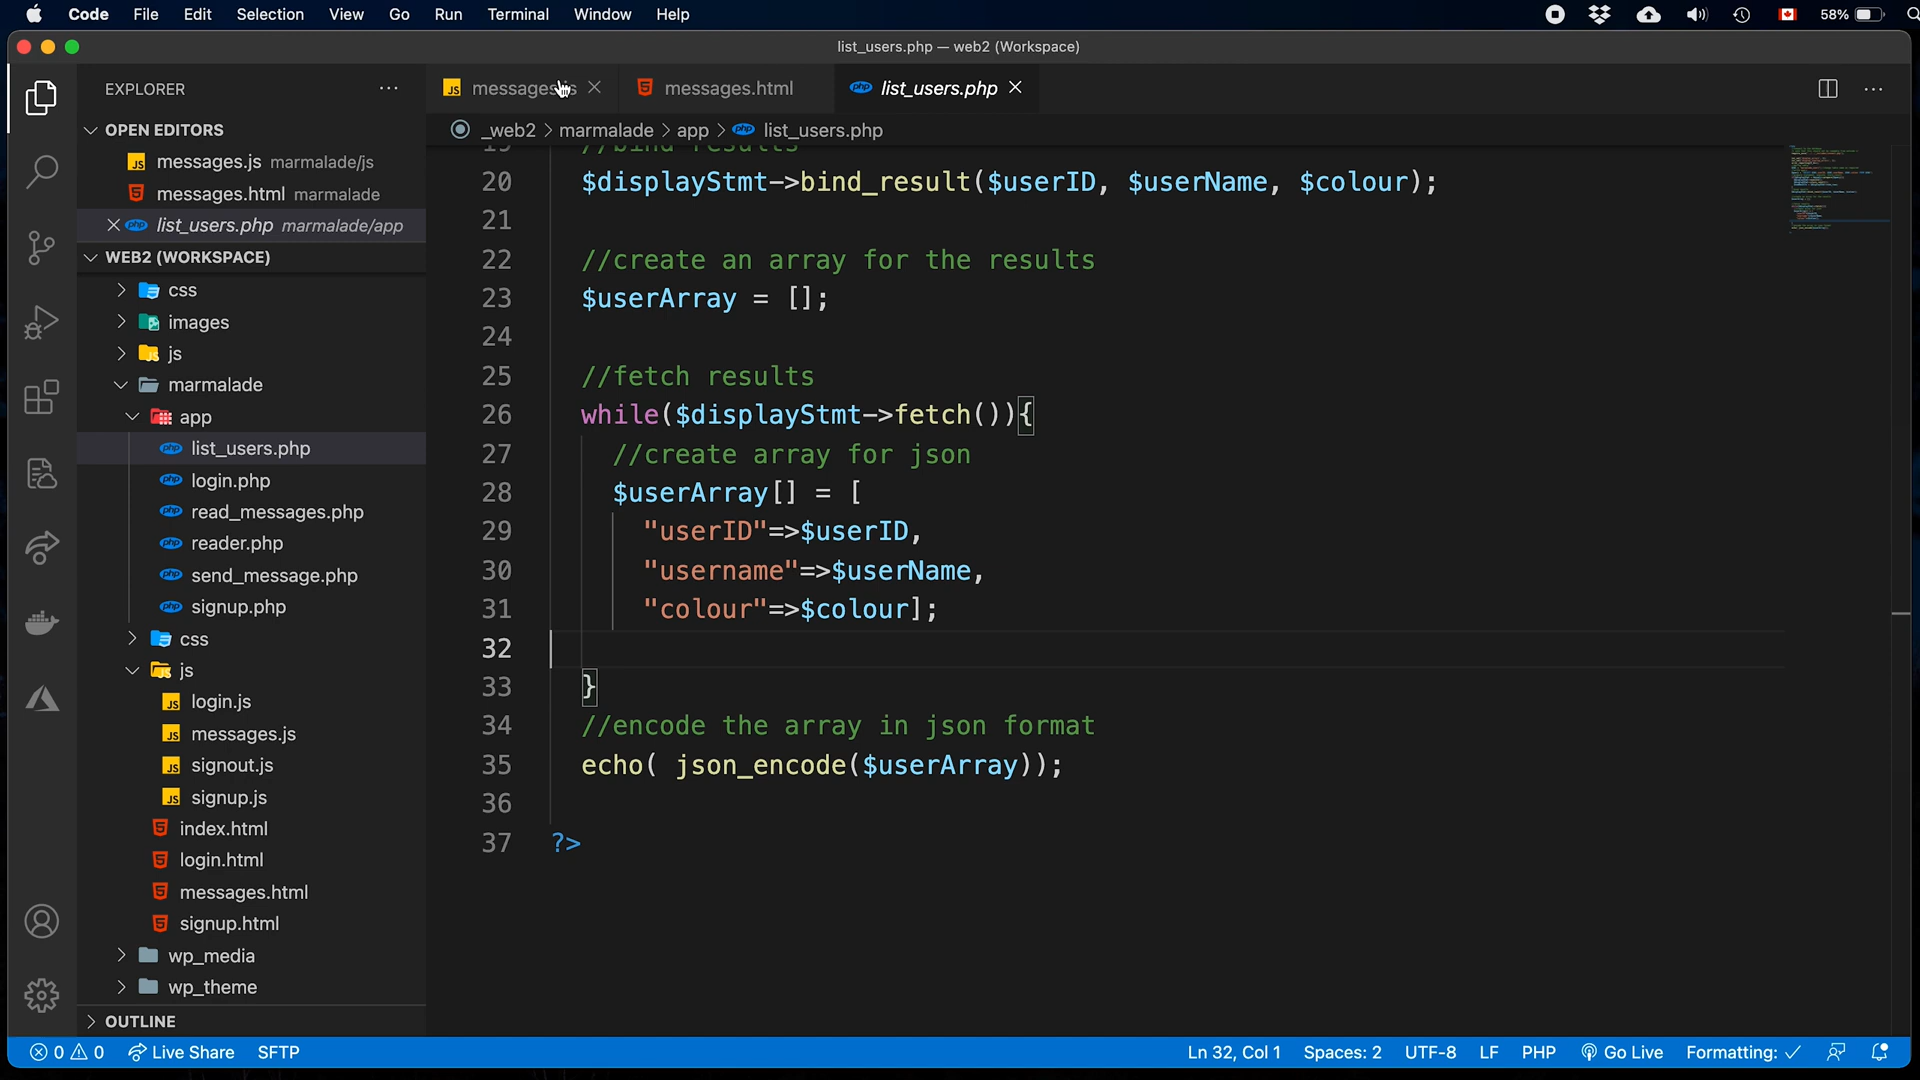 Code File Edit Selection View Go Run Terminal Window Help 58%
list_users.php — web2 (Workspace)
EXPLORER
messages.js
messages.html
list_users.php
OPEN EDITORS
_web2 > marmalade > app > list_users.php
messages.js marmalade/js
messages.html marmalade
list_users.php marmalade/app
WEB2 (WORKSPACE)
css
images
js
marmalade
app
list_users.php
login.php
read_messages.php
reader.php
send_message.php
signup.php
css
js
login.js
messages.js
signout.js
signup.js
index.html
login.html
messages.html
signup.html
wp_media
wp_theme
OUTLINE
19 //bind results
20 $displayStmt->bind_result($userID, $userName, $colour);
21
22 //create an array for the results
23 $userArray = [];
24
25 //fetch results
26 while($displayStmt->fetch()){
27 //create array for json
28 $userArray[] = [
29 "userID"=>$userID,
30 "username"=>$userName,
31 "colour"=>$colour];
32
33 }
34 //encode the array in json format
35 echo( json_encode($userArray));
36
37 ?>
0 0 Live Share SFTP Ln 32, Col 1 Spaces: 2 UTF-8 LF PHP Go Live Formatting: ✓